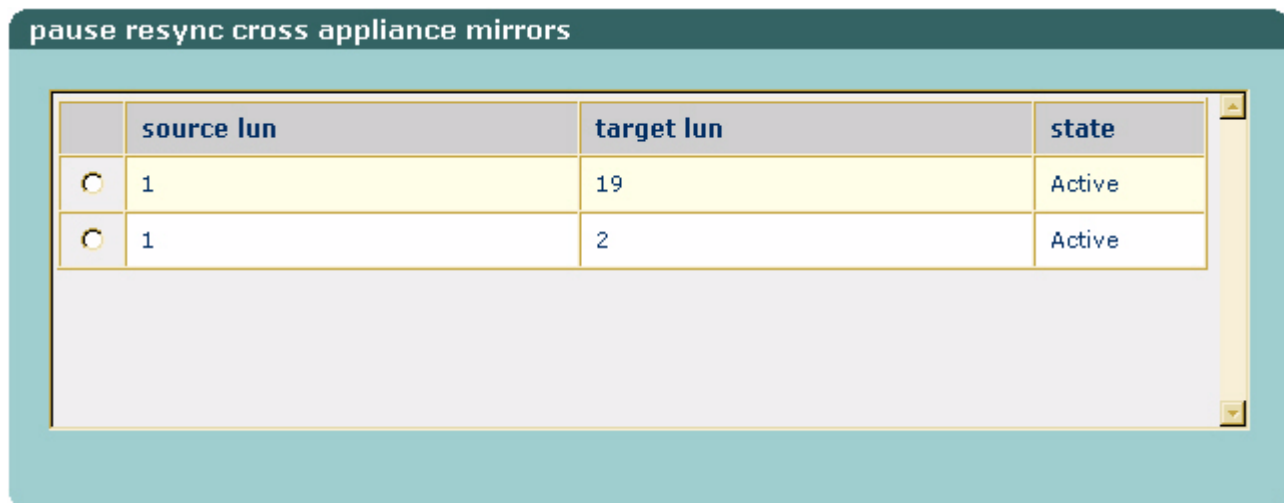 pause resync cross appliance mirrors
source lun target lun state
1 19 Active
1 2 Active